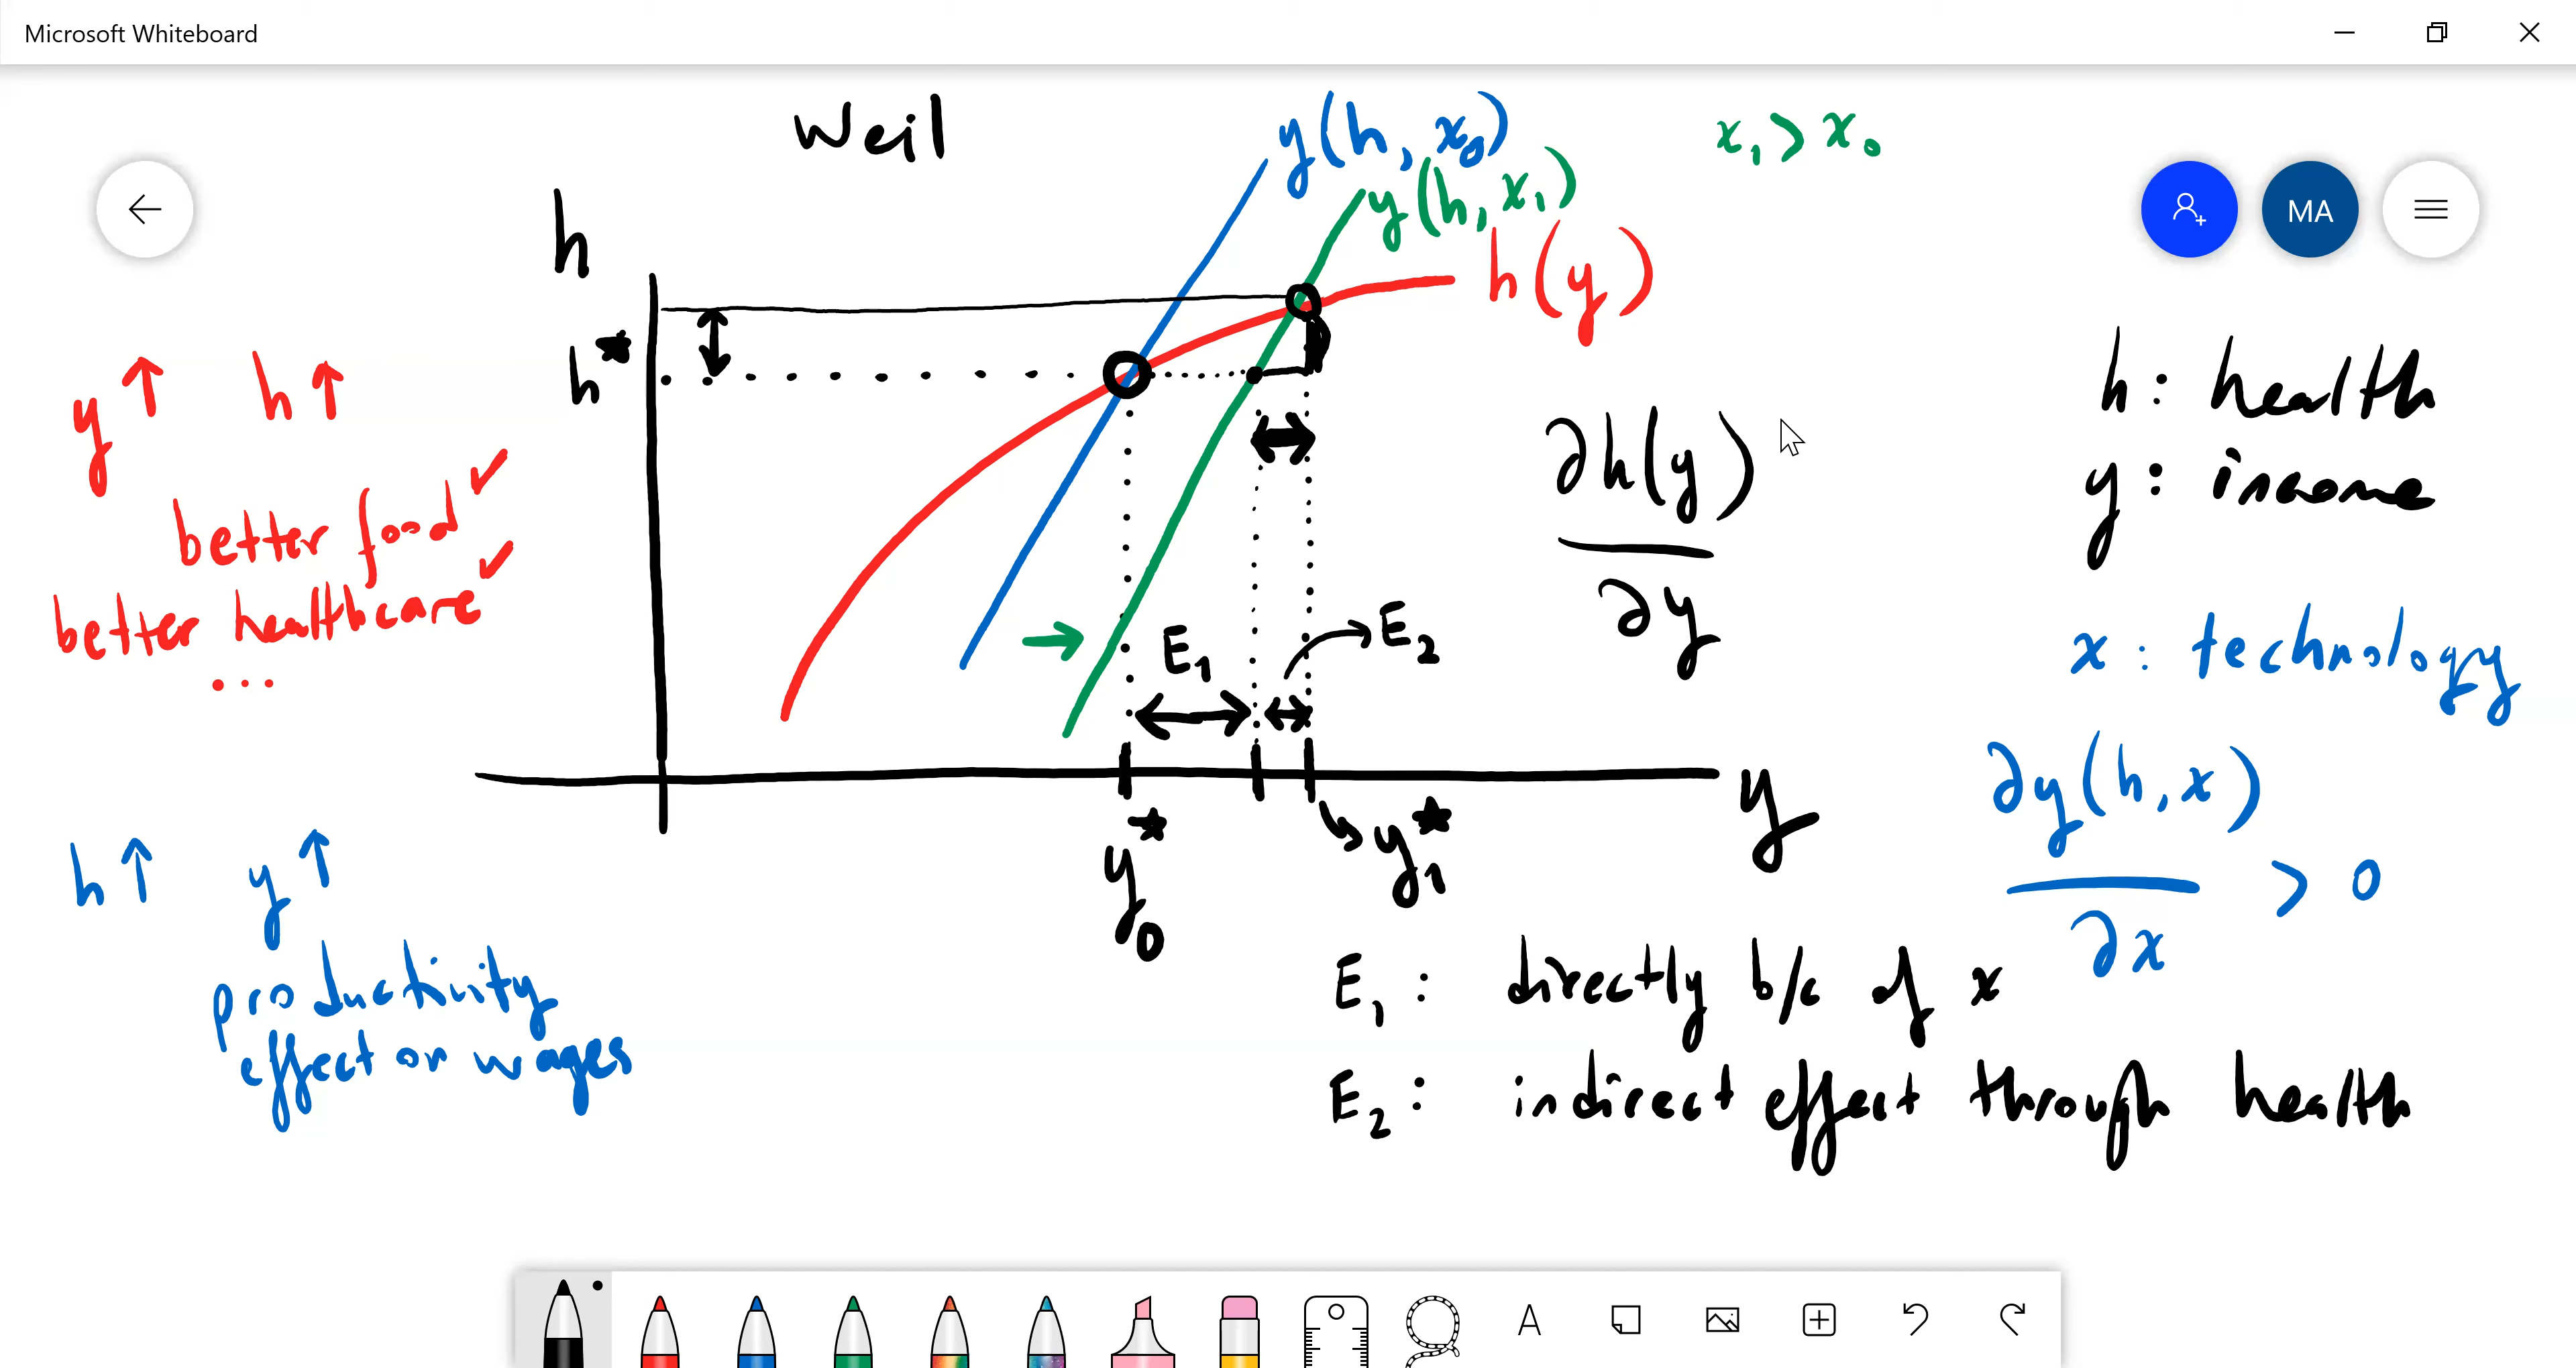 Microsoft Whiteboard
Weil
y(h, x₀)
x₁ > x₀
y(h, x₁)
h(y)
MA
h
h*
y↑ h↑
better food ✓
better healthcare ✓
...
h: health
y: income
∂h(y)
∂y
x: technology
E₁
E₂
∂y(h,x)
∂x
> 0
y
y₀*
y₁*
h↑ y↑
productivity
effect on wages
E₁: directly b/c of x
E₂: indirect effect through health
A